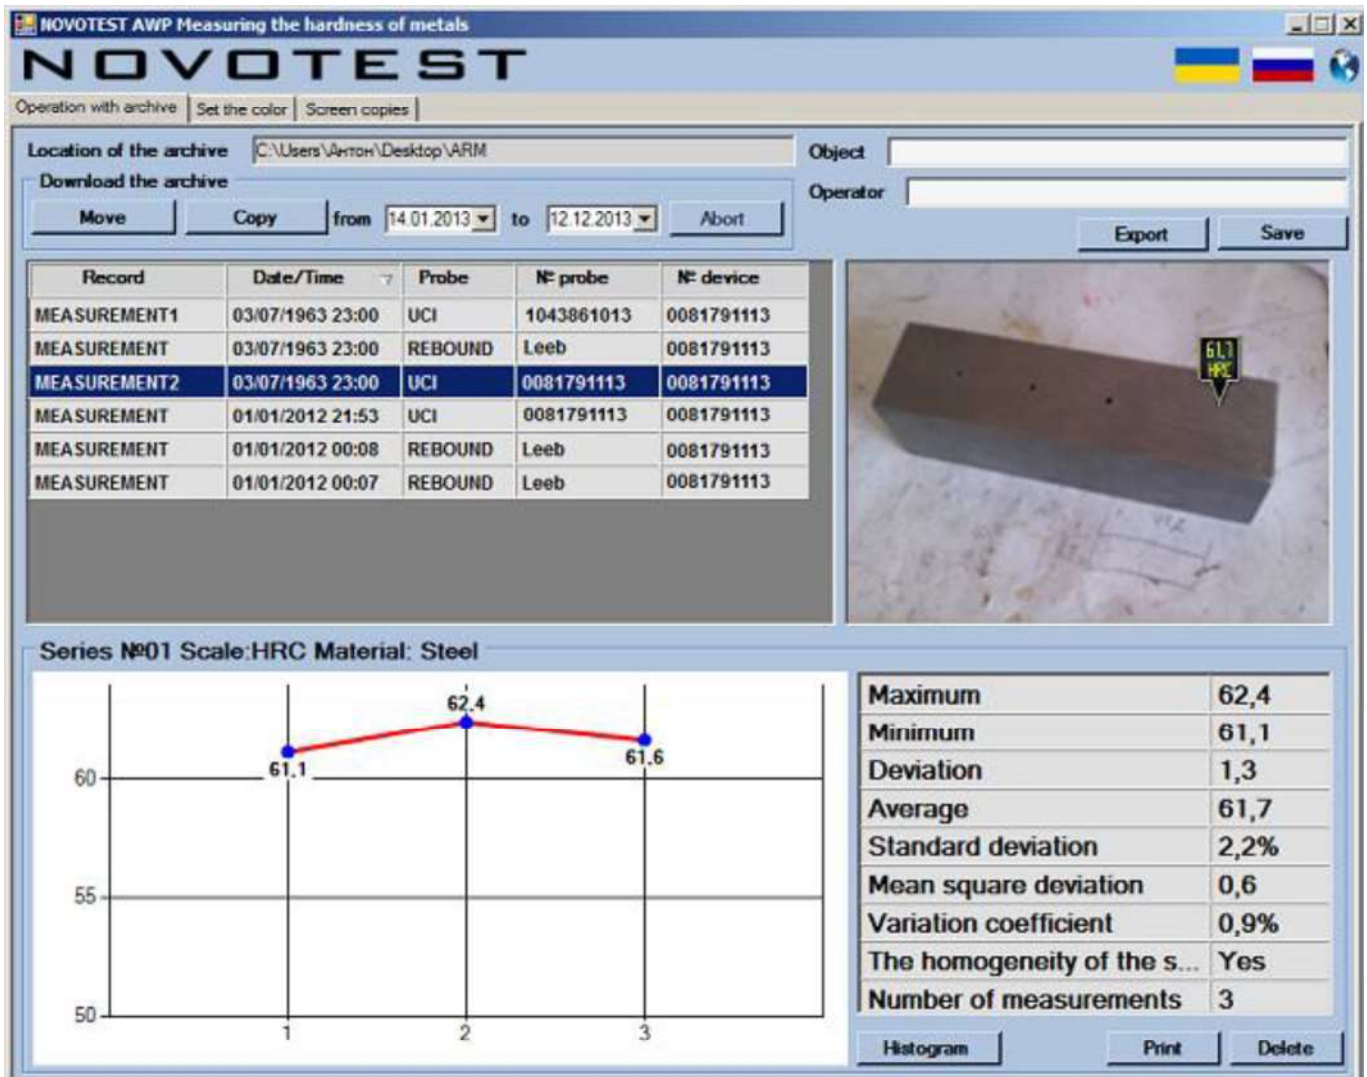 NOVOTEST AWP Measuring the hardness of metals
NOVOTEST
Operation with archive Set the color Screen copies
Location of the archive C:\Users\Антон\Desktop\ARM Object
Download the archive
Operator
Move Copy from 14.01.2013 to 12.12.2013 Abort
Export Save
Record Date/Time Probe № probe № device
MEASUREMENT1 03/07/1963 23:00 UCI 1043861013 0081791113
MEASUREMENT 03/07/1963 23:00 REBOUND Leeb 0081791113
MEASUREMENT2 03/07/1963 23:00 UCI 0081791113 0081791113
MEASUREMENT 01/01/2012 21:53 UCI 0081791113 0081791113
MEASUREMENT 01/01/2012 00:08 REBOUND Leeb 0081791113
MEASUREMENT 01/01/2012 00:07 REBOUND Leeb 0081791113
61,7
HRC
Series №01 Scale:HRC Material: Steel
62.4
61.1
61.6
60
55
50
1 2 3
Maximum 62,4
Minimum 61,1
Deviation 1,3
Average 61,7
Standard deviation 2,2%
Mean square deviation 0,6
Variation coefficient 0,9%
The homogeneity of the s... Yes
Number of measurements 3
Histogram Print Delete